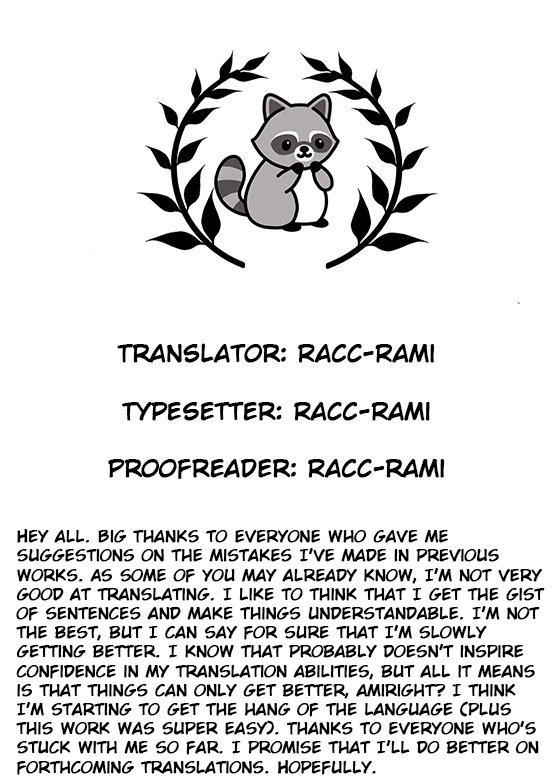 TRANSLATOR: RACC-RAMI
TYPESETTER: RACC-RAMI
PROOFREADER: RACC-RAMI
HEY ALL. BIG THANKS TO EVERYONE WHO GAVE ME
SUGGESTIONS ON THE MISTAKES I'VE MADE IN PREVIOUS
WORKS. AS SOME OF YOU MAY ALREADY KNOW, I'M NOT VERY
GOOD AT TRANSLATING. I LIKE TO THINK THAT I GET THE GIST
OF SENTENCES AND MAKE THINGS UNDERSTANDABLE. I'M NOT
THE BEST, BUT I CAN SAY FOR SURE THAT I'M SLOWLY
GETTING BETTER. I KNOW THAT PROBABLY DOESN'T INSPIRE
CONFIDENCE IN MY TRANSLATION ABILITIES, BUT ALL IT MEANS
IS THAT THINGS CAN ONLY GET BETTER, AMIRIGHT? I THINK
I'M STARTING TO GET THE HANG OF THE LANGUAGE (PLUS
THIS WORK WAS SUPER EASY). THANKS TO EVERYONE WHO'S
STUCK WITH ME SO FAR. I PROMISE THAT I'LL DO BETTER ON
FORTHCOMING TRANSLATIONS. HOPEFULLY.